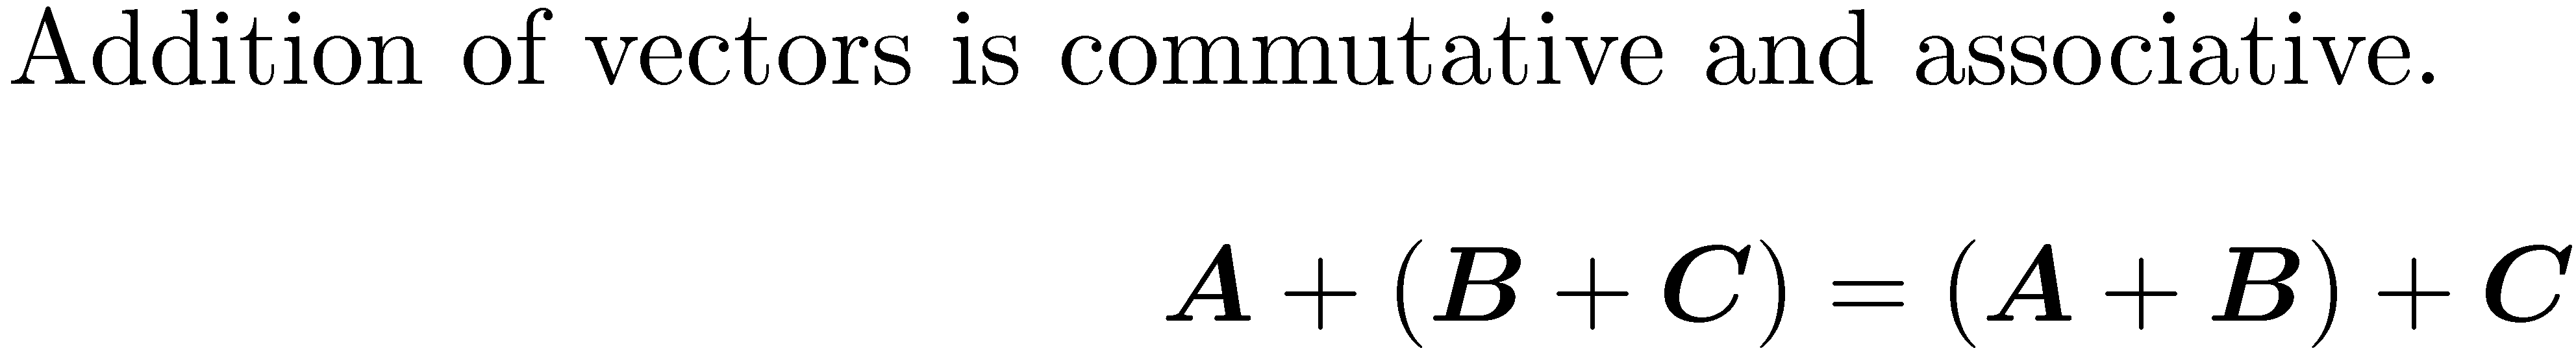 Addition of vectors is commutative and associative.
A + (B + C) = (A + B) + C